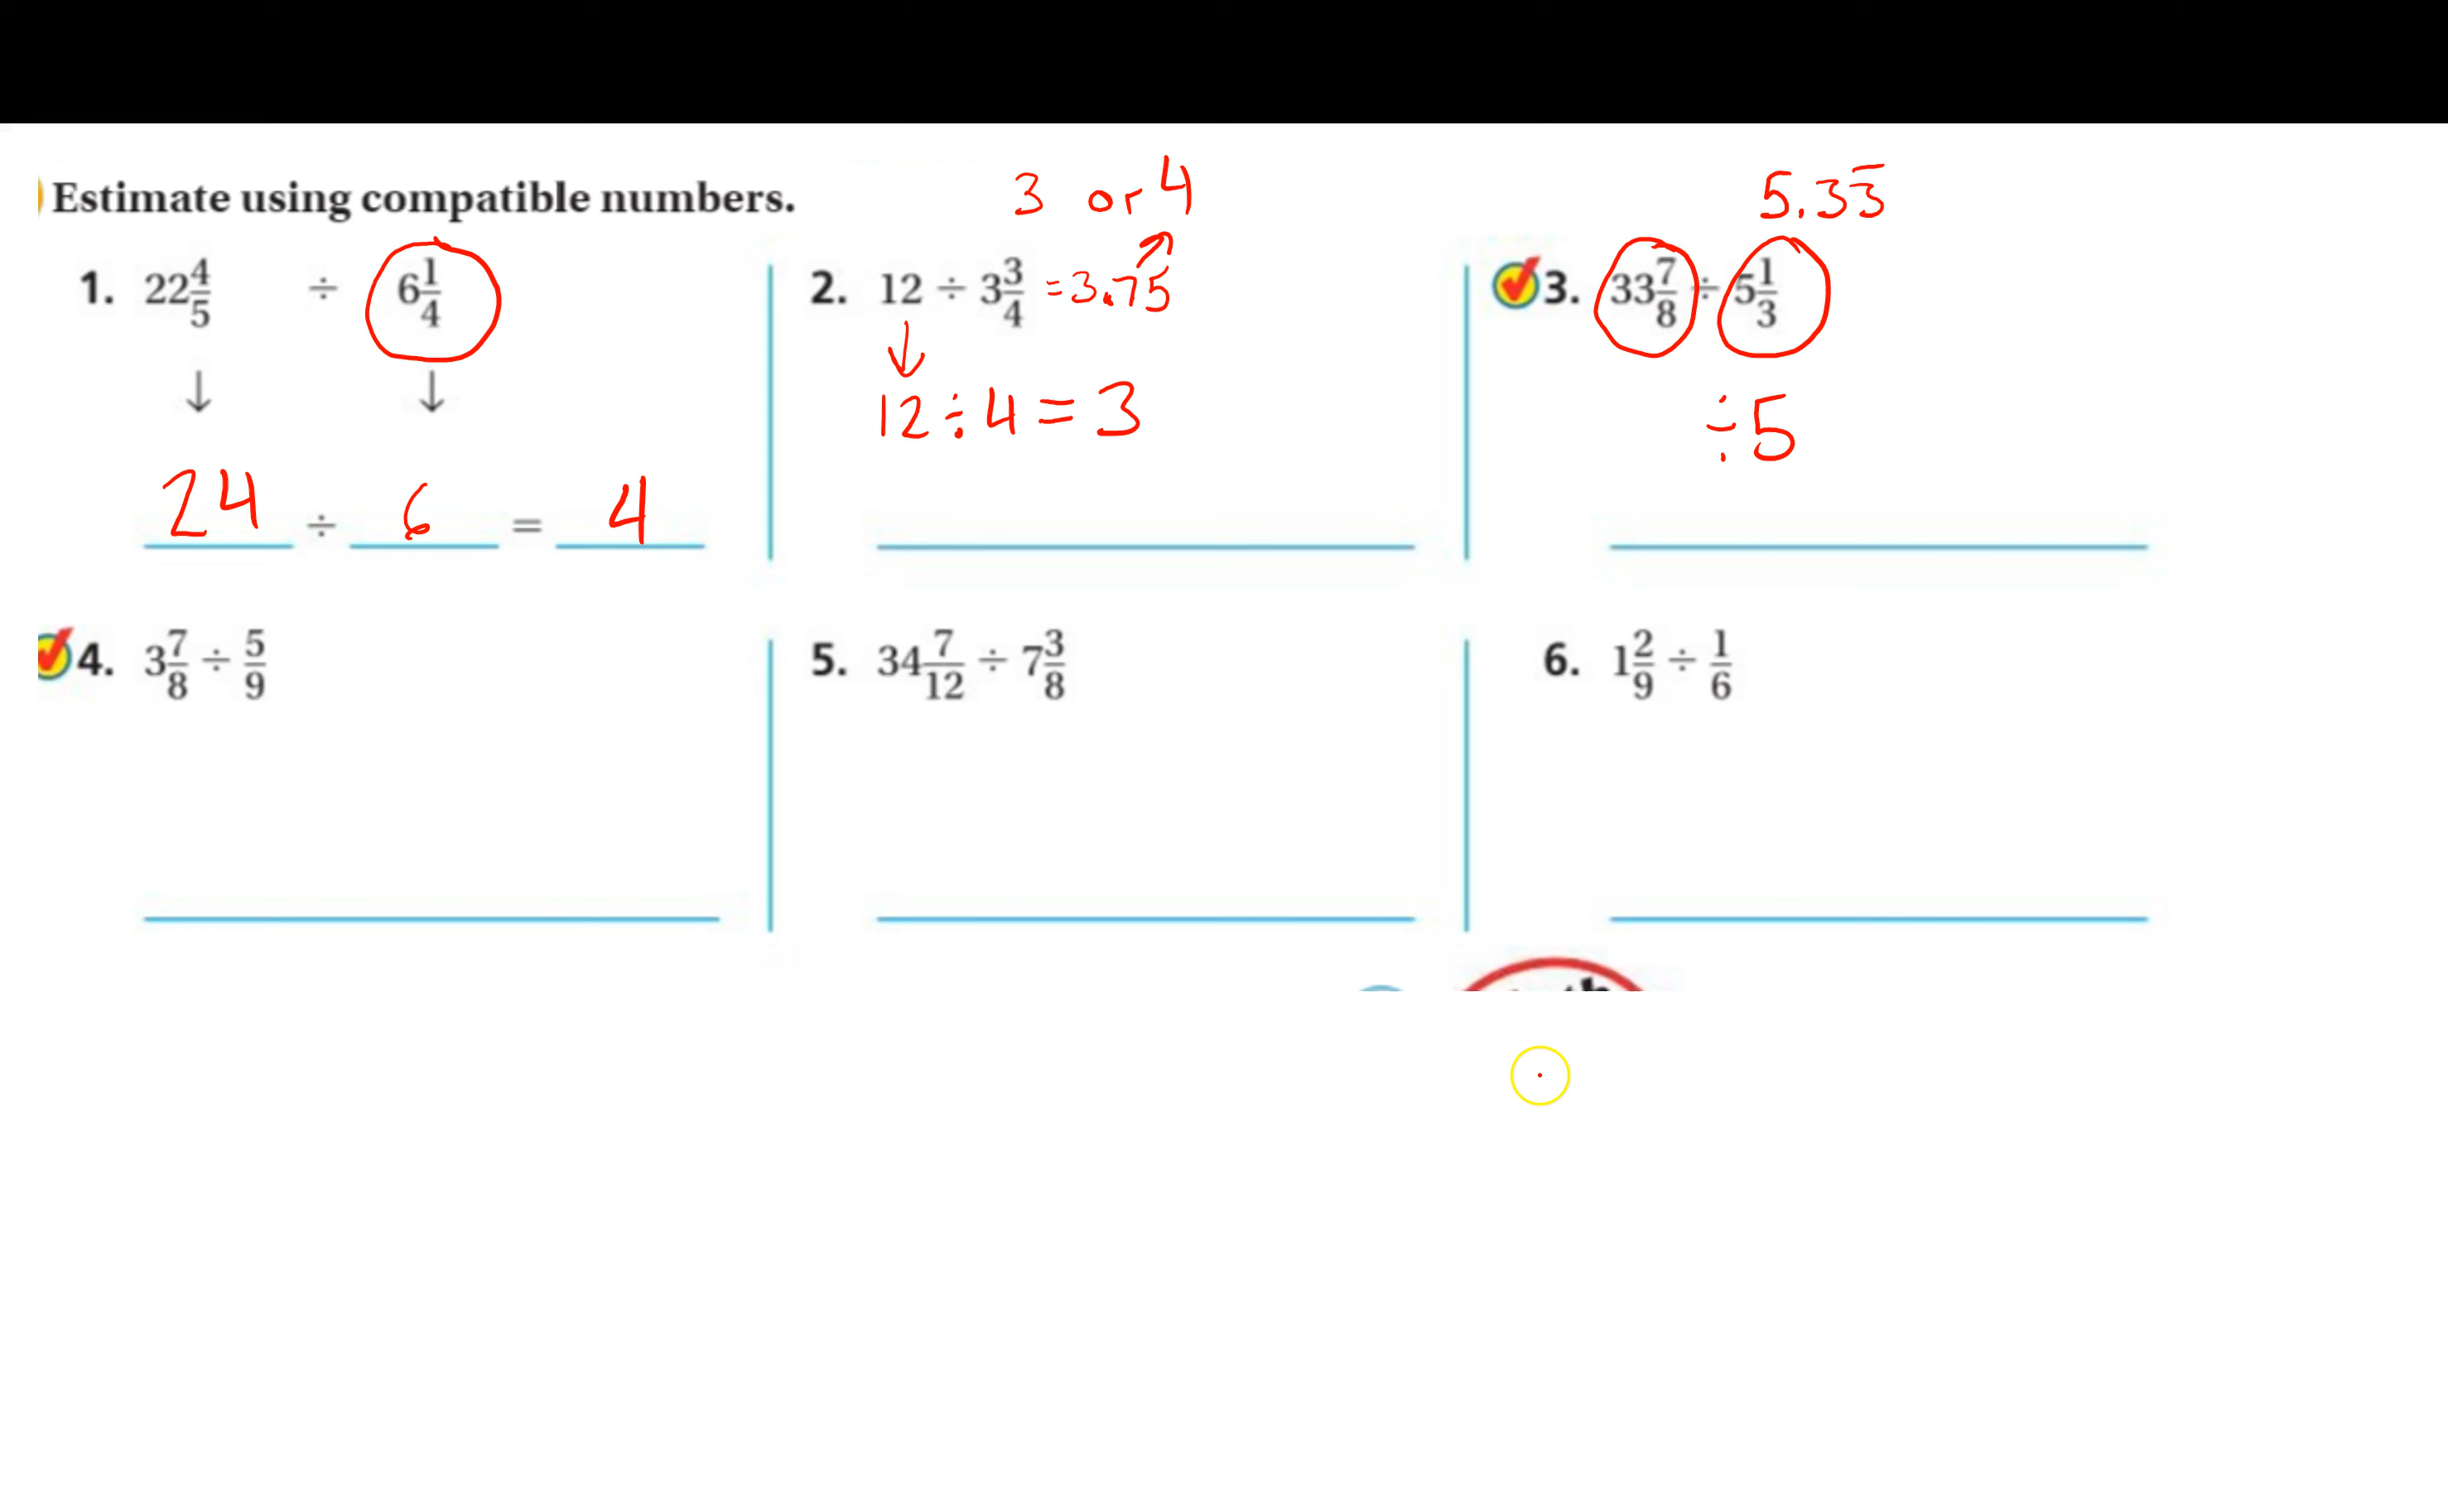 3 or 4
5.33̅
Estimate using compatible numbers.
1. 22 4/5 ÷ 6 1/4
↓ ↓
24 ÷ 6 = 4
2. 12 ÷ 3 3/4 = 3.75
12 ÷ 4 = 3
3. 33 7/8 ÷ 5 1/3
÷ 5
4. 3 7/8 ÷ 5/9
5. 34 7/12 ÷ 7 3/8
6. 1 2/9 ÷ 1/6